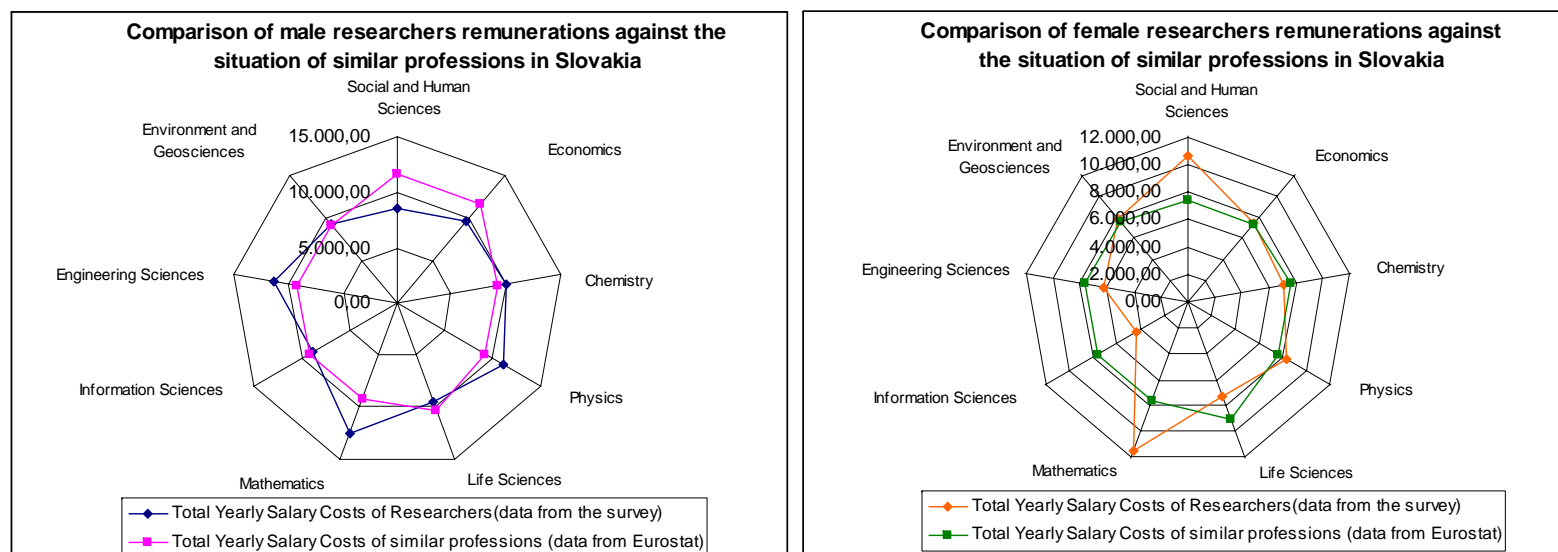 Comparison of male researchers remunerations against the
situation of similar professions in Slovakia
Social and Human
Sciences
Environment and
Geosciences
15.000,00
Economics
10.000,00
5.000,00
Engineering Sciences
Chemistry
0,00
Information Sciences
Physics
Mathematics
Life Sciences
Total Yearly Salary Costs of Researchers(data from the survey)
Total Yearly Salary Costs of similar professions (data from Eurostat)
Comparison of female researchers remunerations against
the situation of similar professions in Slovakia
Social and Human
Sciences
12.000,00
Environment and
Geosciences
Economics
10.000,00
8.000,00
6.000,00
4.000,00
Engineering Sciences
Chemistry
2.000,00
0,00
Information Sciences
Physics
Mathematics
Life Sciences
Total Yearly Salary Costs of Researchers(data from the survey)
Total Yearly Salary Costs of similar professions (data from Eurostat)